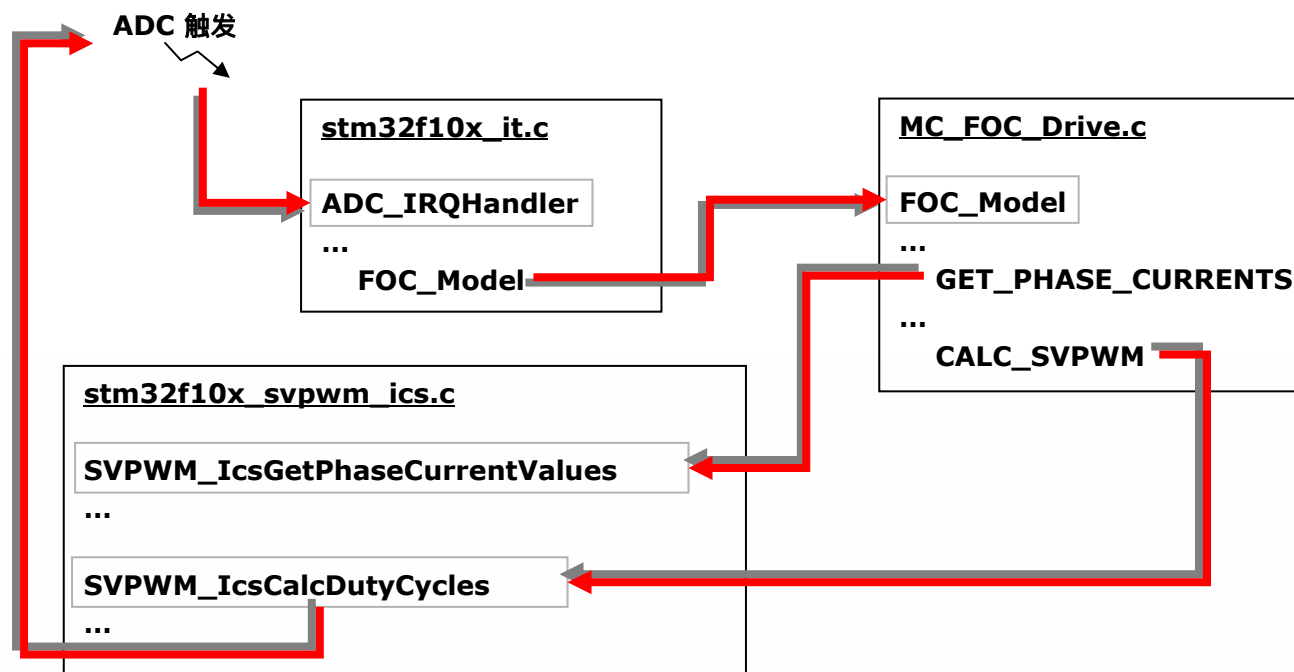 ADC 触发
stm32f10x_it.c
ADC_IRQHandler
...
FOC_Model
MC_FOC_Drive.c
FOC_Model
...
GET_PHASE_CURRENTS
...
CALC_SVPWM
stm32f10x_svpwm_ics.c
SVPWM_IcsGetPhaseCurrentValues
...
SVPWM_IcsCalcDutyCycles
...